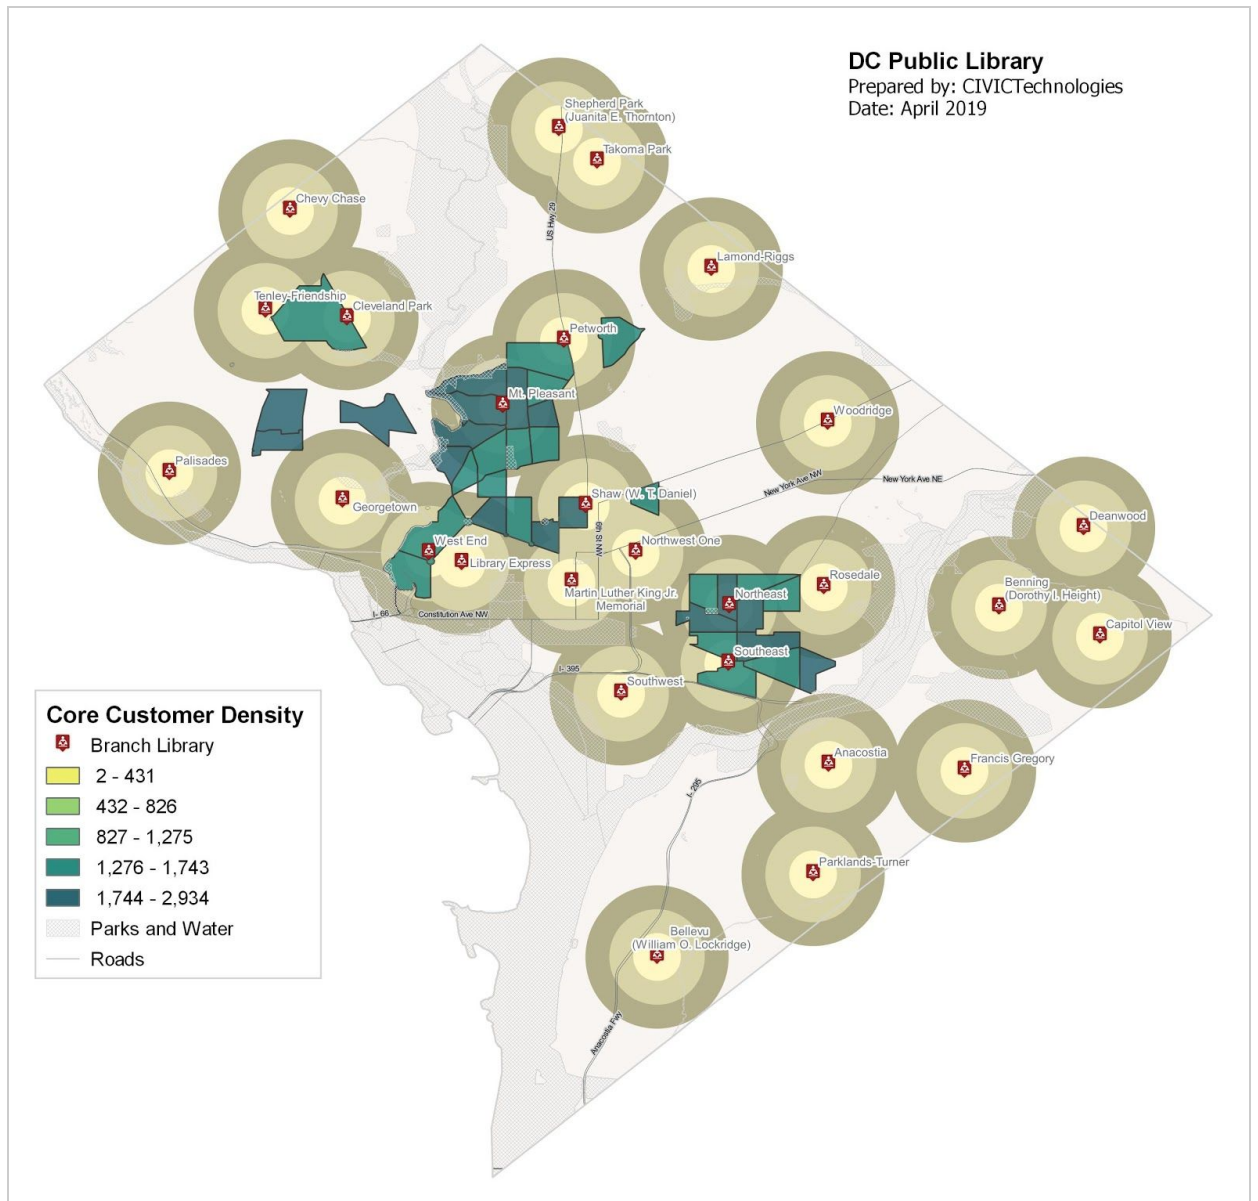 DC Public Library
Prepared by: CIVICTechnologies
Date: April 2019
Shepherd Park
(Juanita E. Thornton)
Takoma Park
Chevy Chase
US Hwy 29
Lamond-Riggs
Tenley-Friendship
Cleveland Park
Petworth
Mt. Pleasant
Woodridge
Palisades
New York Ave NW
New York Ave NE
Georgetown
Shaw (W. T. Daniel)
Deanwood
6th St NW
West End
Northwest One
Library Express
Rosedale
Benning
(Dorothy I. Height)
Martin Luther King Jr.
Memorial
Northeast
I- 66
Constitution Ave NW
Capitol View
Southeast
I- 395
Southwest
Anacostia
Francis Gregory
I- 295
Parklands-Turner
Bellevu
(William O. Lockridge)
Anacostia Fwy
Core Customer Density
Branch Library
2 - 431
432 - 826
827 - 1,275
1,276 - 1,743
1,744 - 2,934
Parks and Water
Roads